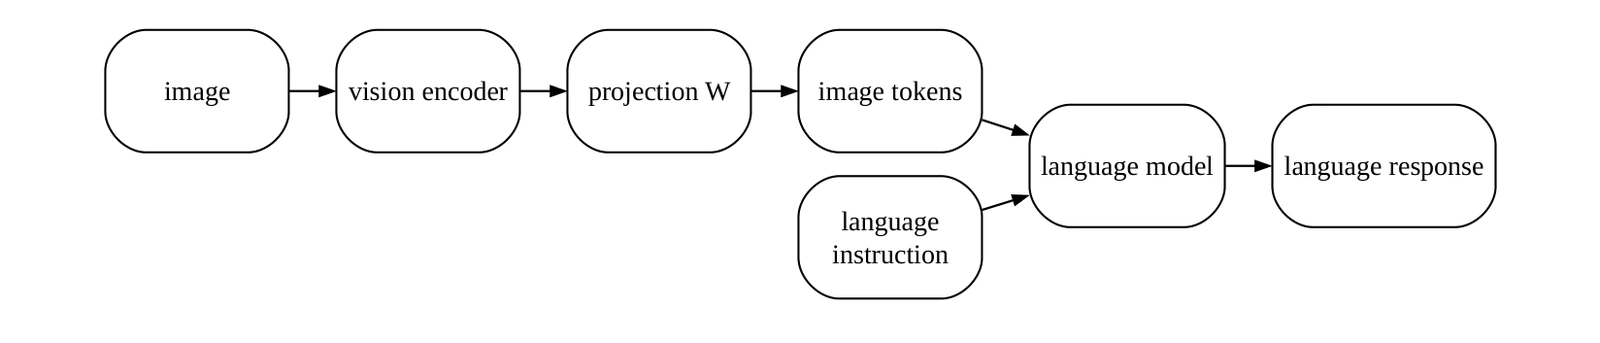 image
vision encoder
projection W
image tokens
language model
language response
language
instruction